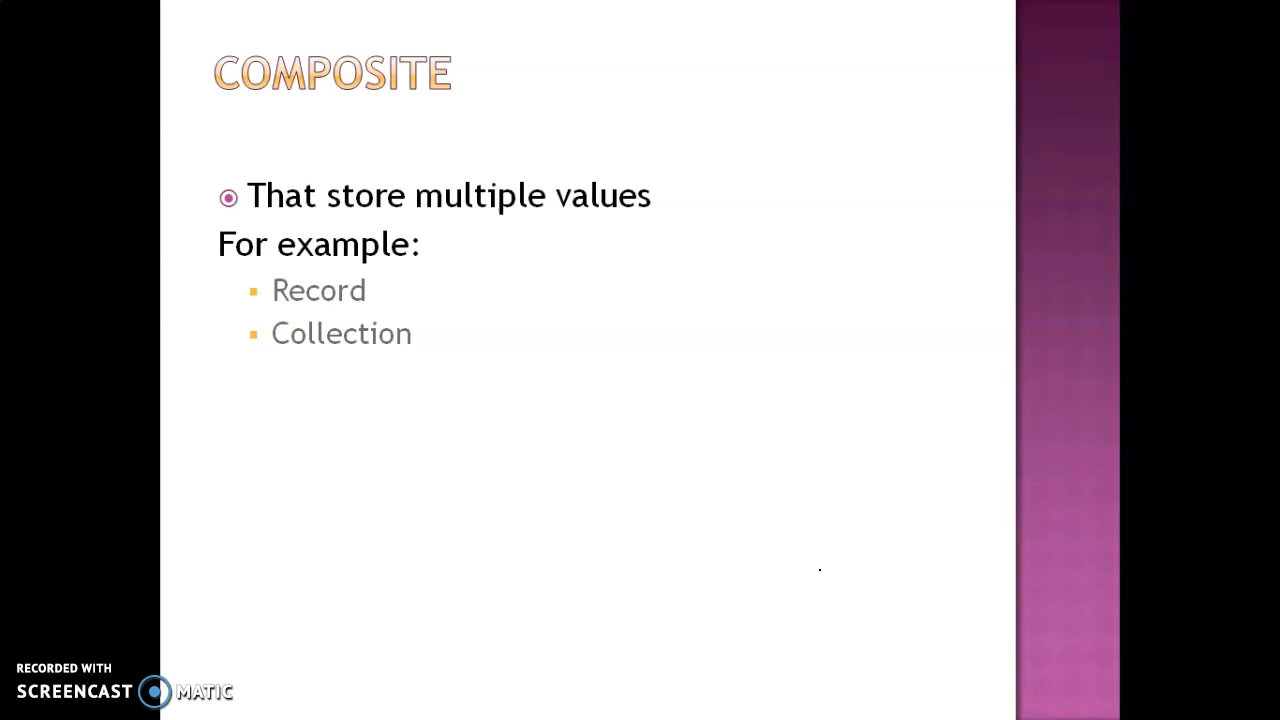 COMPOSITE
That store multiple values
For example:
Record
Collection
RECORDED WITH
SCREENCAST MATIC